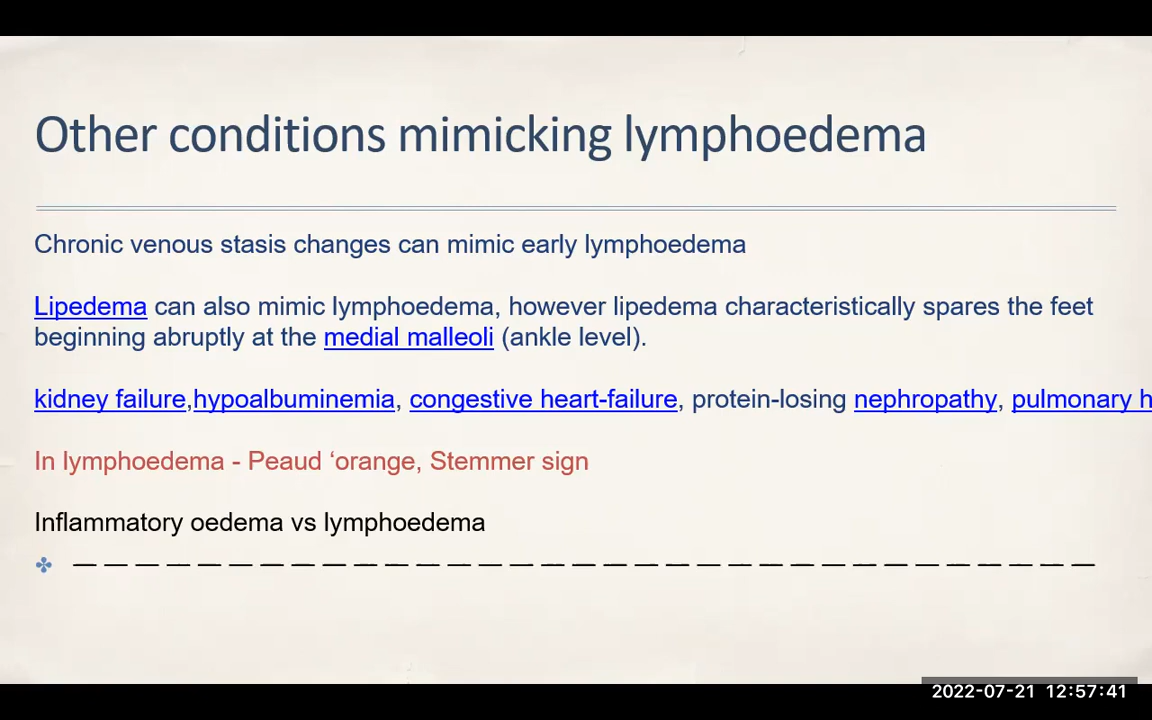 Other conditions mimicking lymphoedema
Chronic venous stasis changes can mimic early lymphoedema
Lipedema can also mimic lymphoedema, however lipedema characteristically spares the feet
beginning abruptly at the medial malleoli (ankle level).
kidney failure,hypoalbuminemia, congestive heart-failure, protein-losing nephropathy, pulmonary h
In lymphoedema - Peaud ‘orange, Stemmer sign
Inflammatory oedema vs lymphoedema
2022-07-21 12:57:41